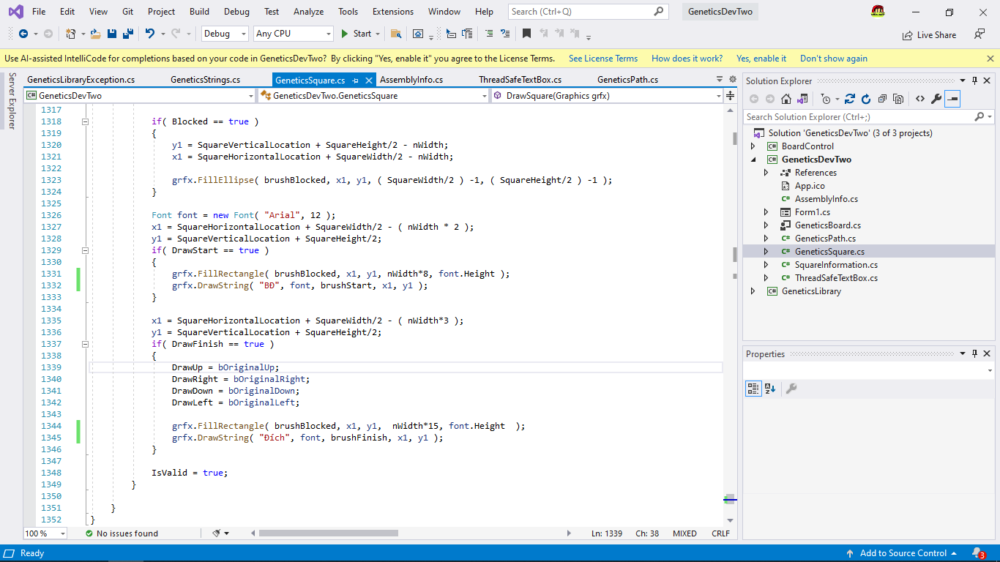 File Edit View Git Project Build Debug Test Analyze Tools Extensions Window Help Search (Ctrl+Q) GeneticsDevTwo
Debug Any CPU Start Live Share
Use AI-assisted IntelliCode for completions based on your code in GeneticsDevTwo? By clicking "Yes, enable it" you agree to the License Terms. See License Terms How does it work? Yes, enable it Don't show again
Server Explorer
GeneticsLibraryException.cs GeneticsStrings.cs GeneticsSquare.cs AssemblyInfo.cs ThreadSafeTextBox.cs GeneticsPath.cs
GeneticsDevTwo GeneticsDevTwo.GeneticsSquare DrawSquare(Graphics grfx)
1317
1318 if( Blocked == true )
1319 {
1320 y1 = SquareVerticalLocation + SquareHeight/2 - nWidth;
1321 x1 = SquareHorizontalLocation + SquareWidth/2 - nWidth;
1322
1323 grfx.FillEllipse( brushBlocked, x1, y1, ( SquareWidth/2 ) -1, ( SquareHeight/2 ) -1 );
1324 }
1325
1326 Font font = new Font( "Arial", 12 );
1327 x1 = SquareHorizontalLocation + SquareWidth/2 - ( nWidth * 2 );
1328 y1 = SquareVerticalLocation + SquareHeight/2;
1329 if( DrawStart == true )
1330 {
1331 grfx.FillRectangle( brushBlocked, x1, y1, nWidth*8, font.Height );
1332 grfx.DrawString( "BĐ", font, brushStart, x1, y1 );
1333 }
1334
1335 x1 = SquareHorizontalLocation + SquareWidth/2 - ( nWidth*3 );
1336 y1 = SquareVerticalLocation + SquareHeight/2;
1337 if( DrawFinish == true )
1338 {
1339 DrawUp = bOriginalUp;
1340 DrawRight = bOriginalRight;
1341 DrawDown = bOriginalDown;
1342 DrawLeft = bOriginalLeft;
1343
1344 grfx.FillRectangle( brushBlocked, x1, y1,  nWidth*15, font.Height  );
1345 grfx.DrawString( "Đích", font, brushFinish, x1, y1 );
1346 }
1347
1348 IsValid = true;
1349 }
1350
1351 }
1352 }
100 % No issues found Ln: 1339 Ch: 38 MIXED CRLF
Solution Explorer
Search Solution Explorer (Ctrl+;)
Solution 'GeneticsDevTwo' (3 of 3 projects)
BoardControl
GeneticsDevTwo
References
App.ico
AssemblyInfo.cs
Form1.cs
GeneticsBoard.cs
GeneticsPath.cs
GeneticsSquare.cs
SquareInformation.cs
ThreadSafeTextBox.cs
GeneticsLibrary
Properties
Ready Add to Source Control 3